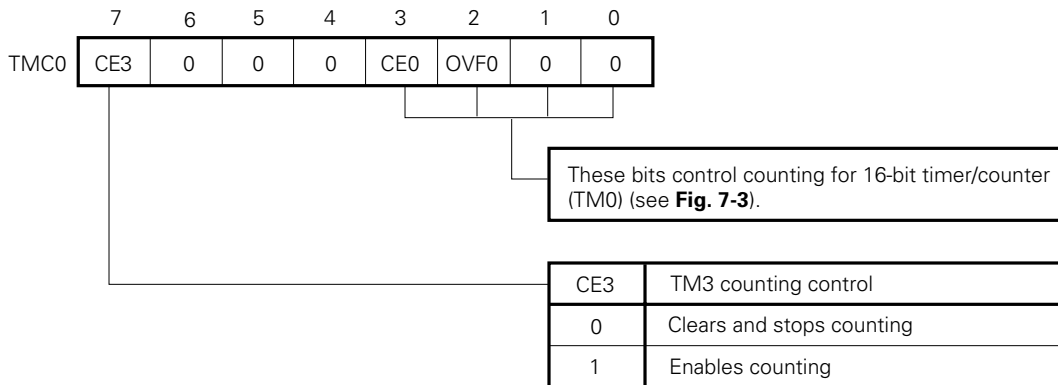 7 6 5 4 3 2 1 0
TMC0 CE3 0 0 0 CE0 OVF0 0 0
These bits control counting for 16-bit timer/counter
(TM0) (see Fig. 7-3).
CE3 TM3 counting control
0 Clears and stops counting
1 Enables counting